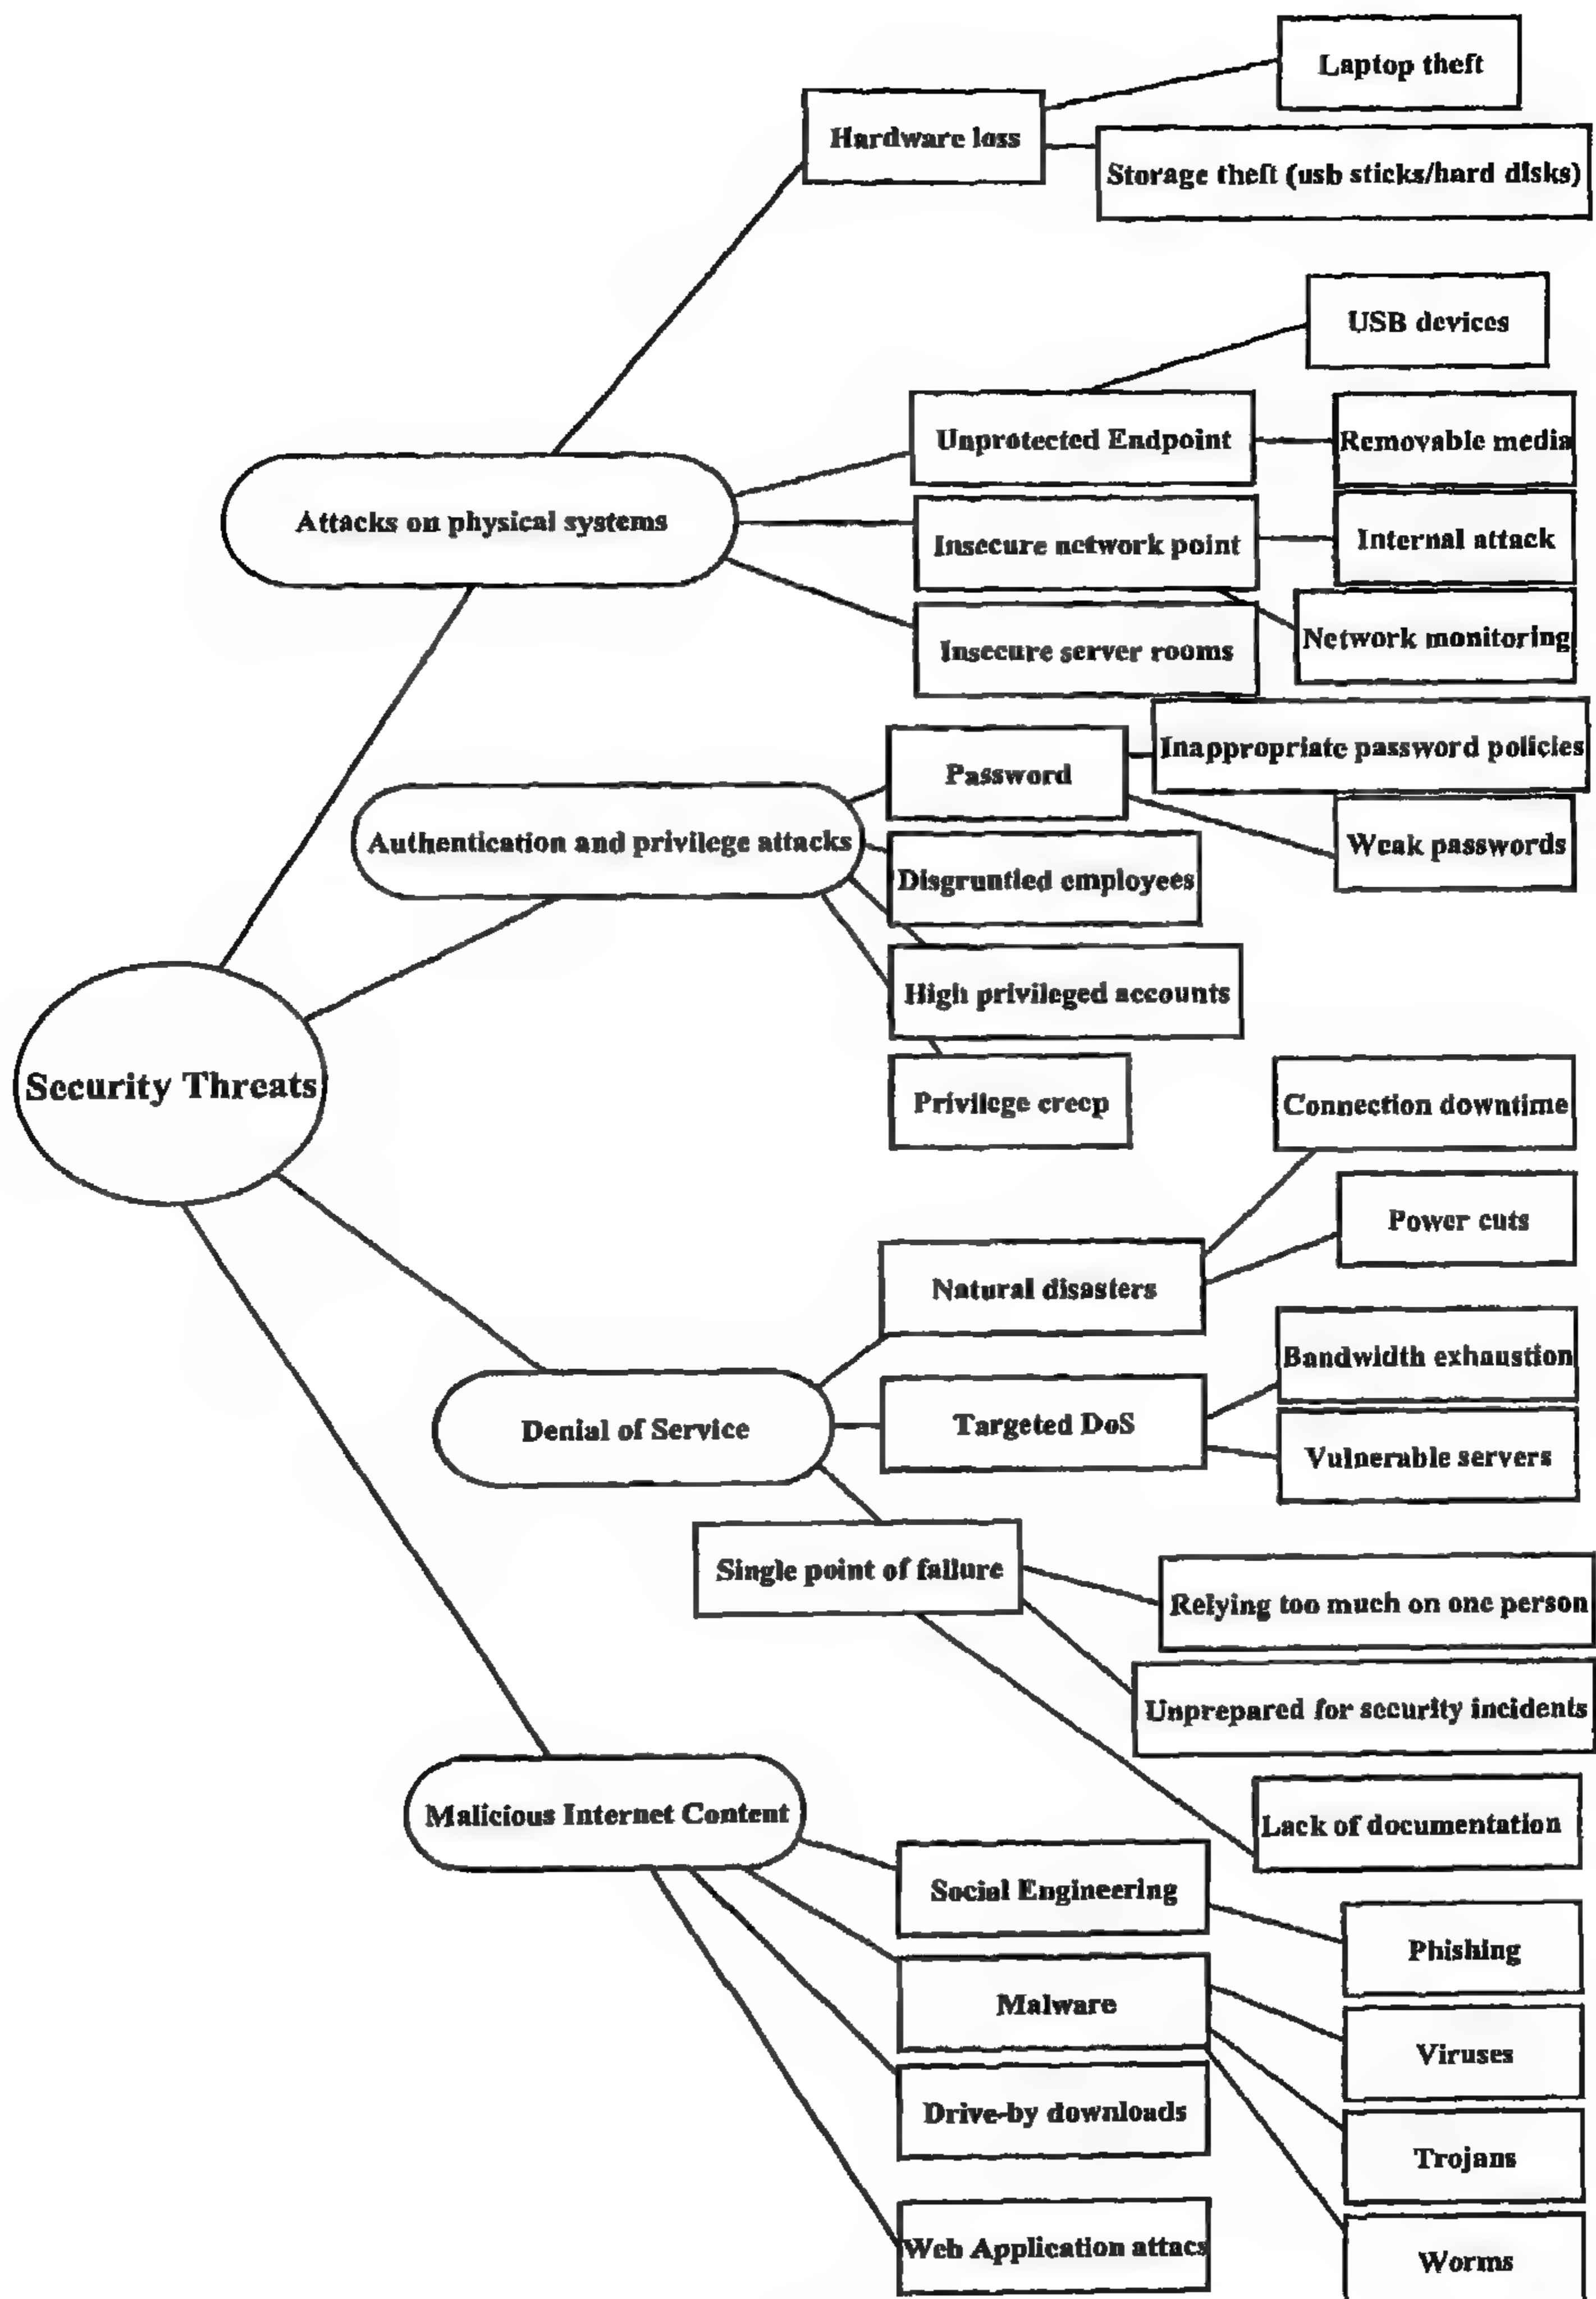 Laptop theft
Hardware loss
Storage theft (usb sticks/hard disks)
USB devices
Unprotected Endpoint
Removable media
Attacks on physical systems
Insecure network point
Internal attack
Insecure server rooms
Network monitoring
Password
Inappropriate password policies
Authentication and privilege attacks
Weak passwords
Disgruntled employees
High privileged accounts
Security Threats
Privilege creep
Connection downtime
Power cuts
Natural disasters
Bandwidth exhaustion
Denial of Service
Targeted DoS
Vulnerable servers
Single point of failure
Relying too much on one person
Unprepared for security incidents
Malicious Internet Content
Lack of documentation
Social Engineering
Phishing
Malware
Viruses
Drive-by downloads
Trojans
Web Application attacs
Worms